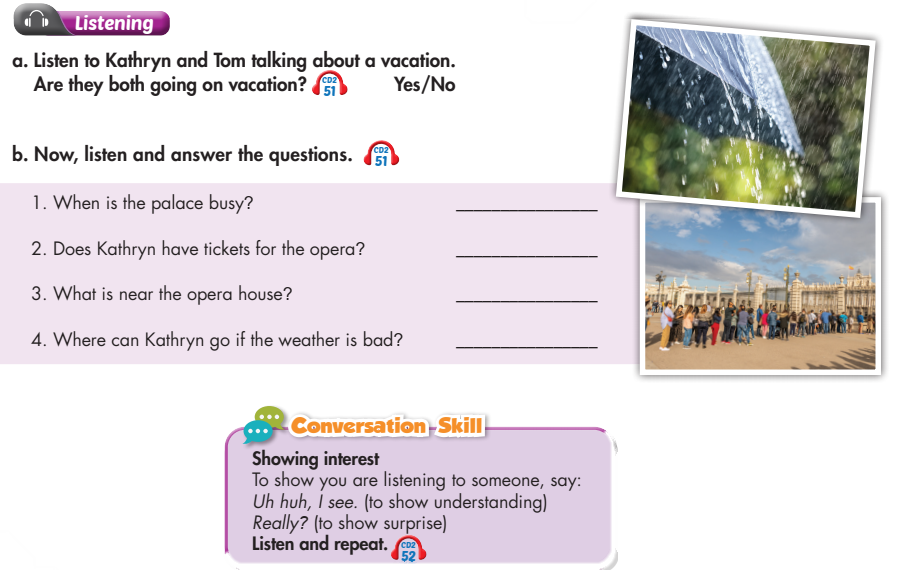 Listening
a. Listen to Kathryn and Tom talking about a vacation.
Are they both going on vacation? CD2 51 Yes/No
b. Now, listen and answer the questions. CD2 51
1. When is the palace busy? ________________
2. Does Kathryn have tickets for the opera? ________________
3. What is near the opera house? ________________
4. Where can Kathryn go if the weather is bad? ________________
Conversation Skill
Showing interest
To show you are listening to someone, say:
Uh huh, I see. (to show understanding)
Really? (to show surprise)
Listen and repeat. CD2 52